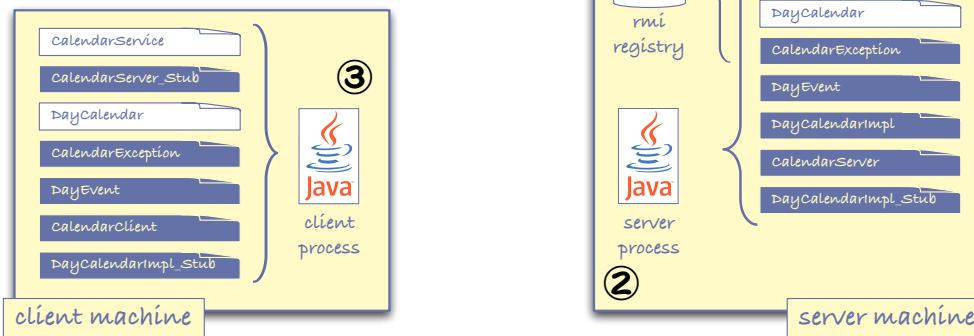 CalendarService
CalendarServer_Stub
DayCalendar
CalendarException
DayEvent
CalendarClient
DayCalendarImpl_Stub
③
Java
client
process
client machine
rmi
registry
Java
server
process
②
DayCalendar
CalendarException
DayEvent
DayCalendarImpl
CalendarServer
DayCalendarImpl_Stub
server machine